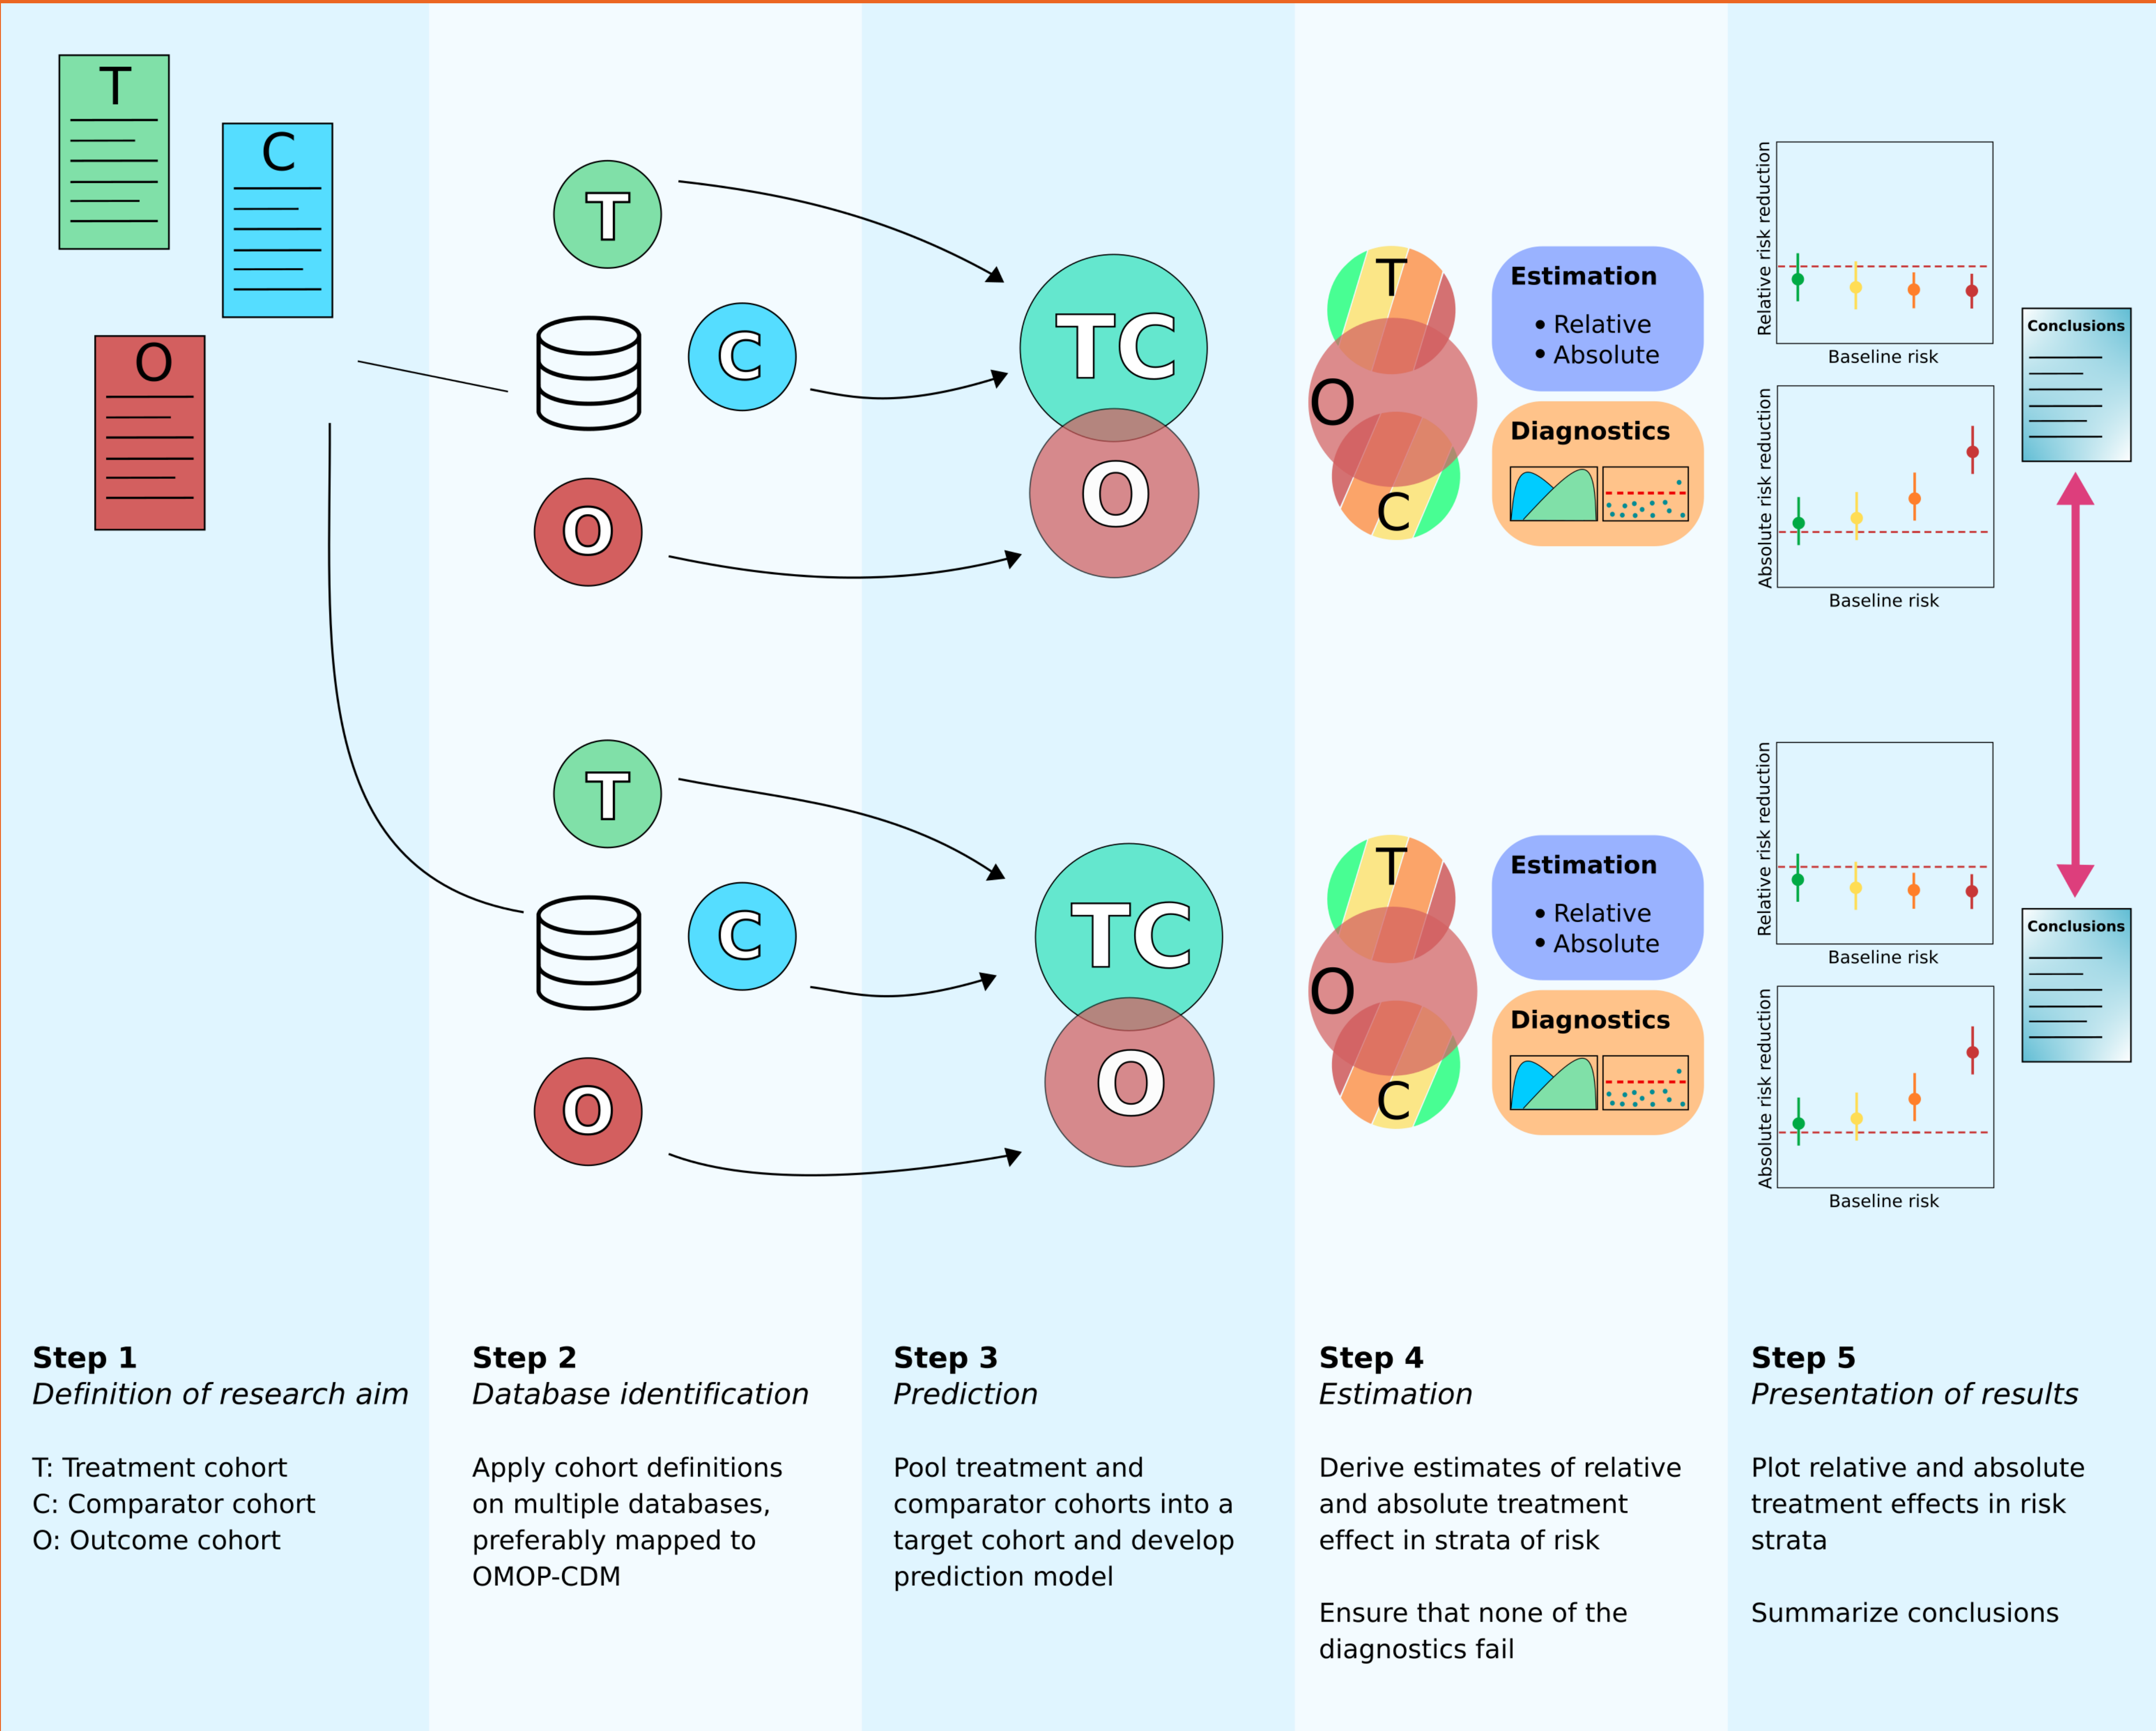 T
C
O
T
C
O
TC
O
T
O
C
Estimation
• Relative
• Absolute
Diagnostics
Relative risk reduction
Baseline risk
Absolute risk reduction
Baseline risk
Conclusions
T
C
O
TC
O
T
O
C
Estimation
• Relative
• Absolute
Diagnostics
Relative risk reduction
Baseline risk
Absolute risk reduction
Baseline risk
Conclusions
Step 1
Definition of research aim
T: Treatment cohort
C: Comparator cohort
O: Outcome cohort
Step 2
Database identification
Apply cohort definitions
on multiple databases,
preferably mapped to
OMOP-CDM
Step 3
Prediction
Pool treatment and
comparator cohorts into a
target cohort and develop
prediction model
Step 4
Estimation
Derive estimates of relative
and absolute treatment
effect in strata of risk
Ensure that none of the
diagnostics fail
Step 5
Presentation of results
Plot relative and absolute
treatment effects in risk
strata
Summarize conclusions